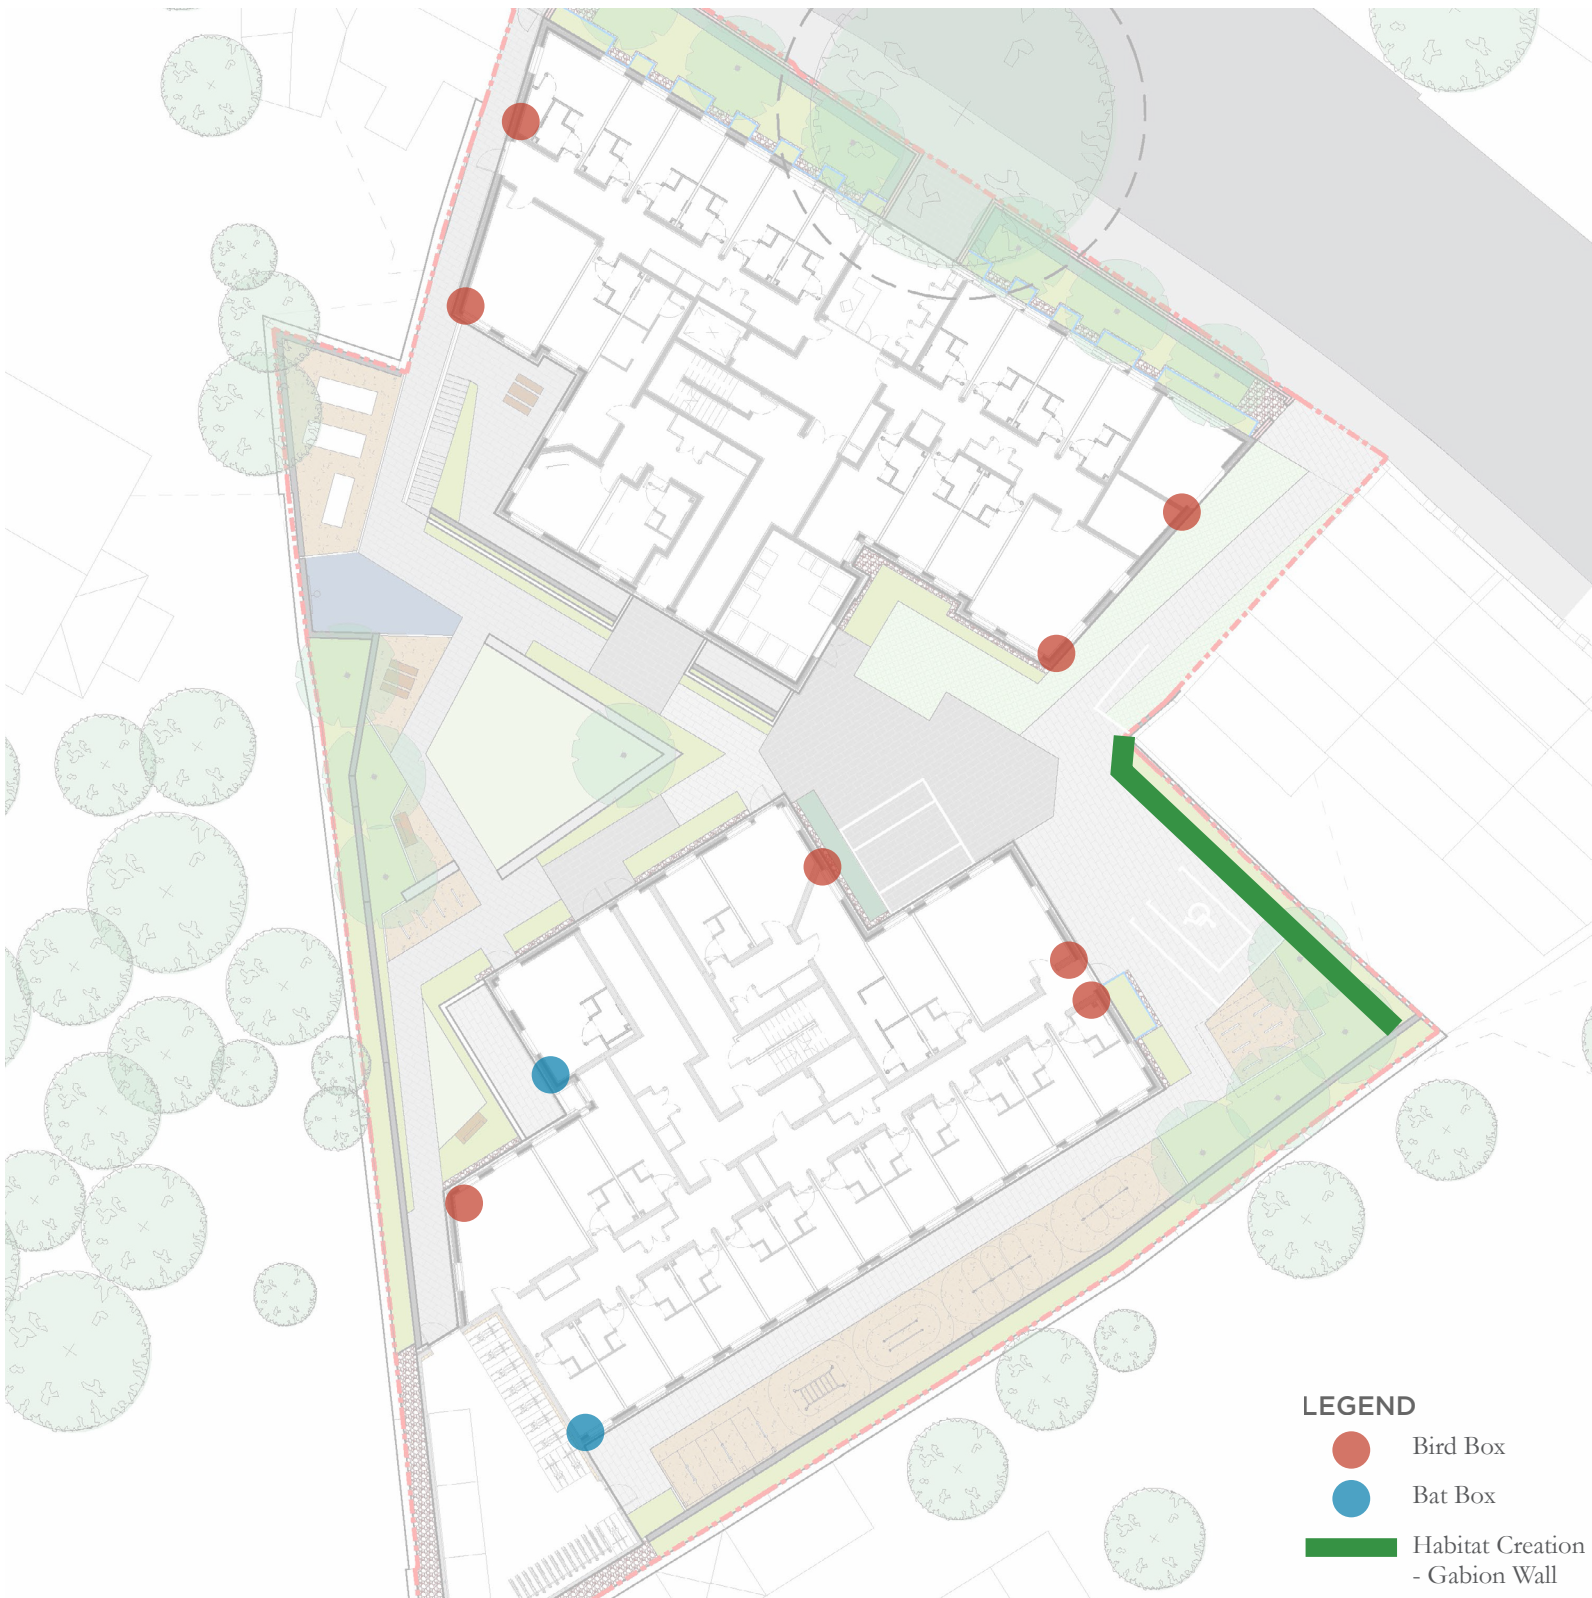 LEGEND
Bird Box
Bat Box
Habitat Creation
- Gabion Wall